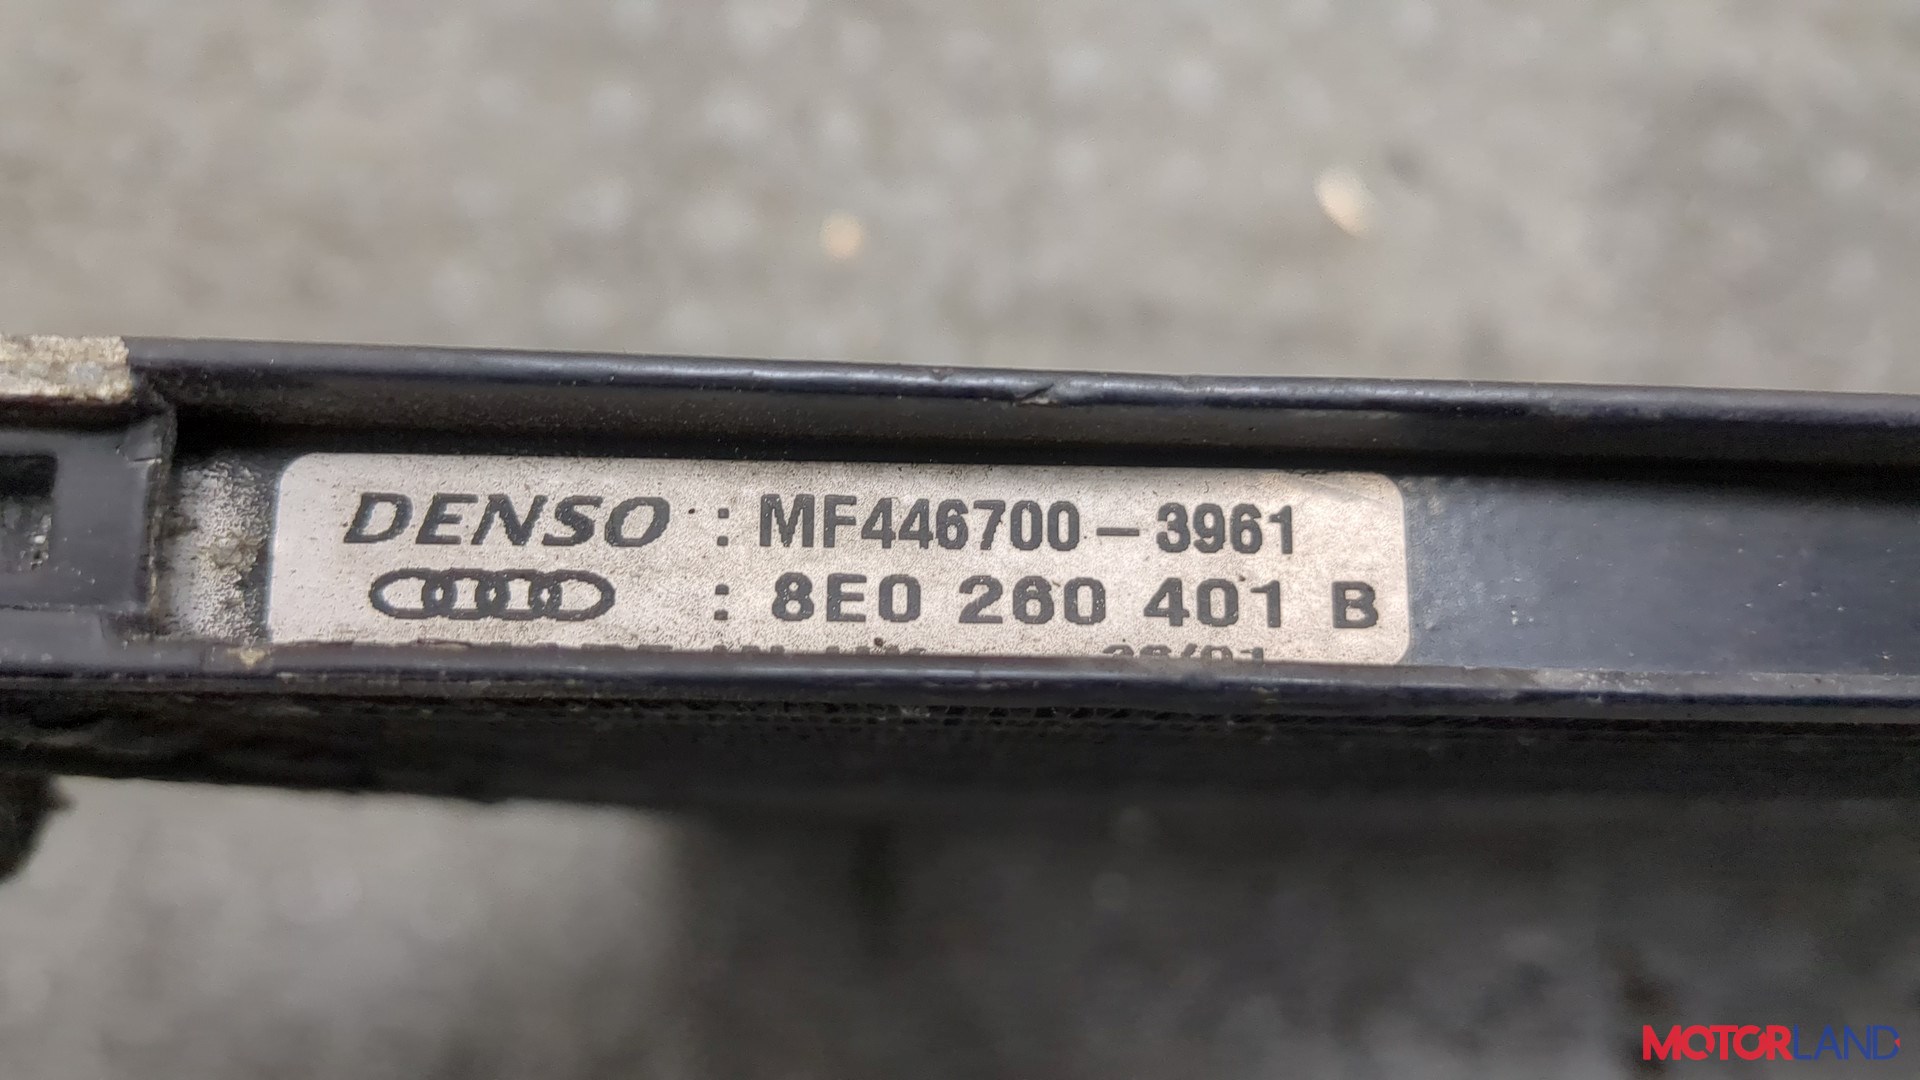 DENSO : MF446700-3961
: 8E0 260 401 B
MOTORLAND